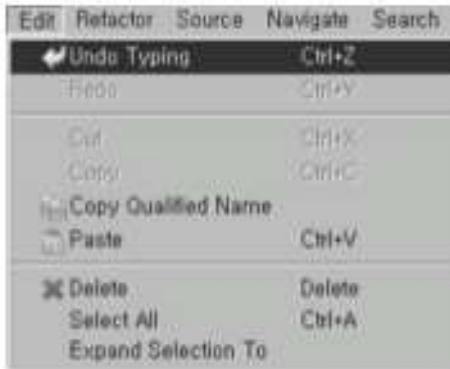 Edit Refactor Source Navigate Search
Undo Typing Ctrl+Z
Redo Ctrl+Y
Cut Ctrl+X
Copy Ctrl+C
Copy Qualified Name
Paste Ctrl+V
Delete Delete
Select All Ctrl+A
Expand Selection To